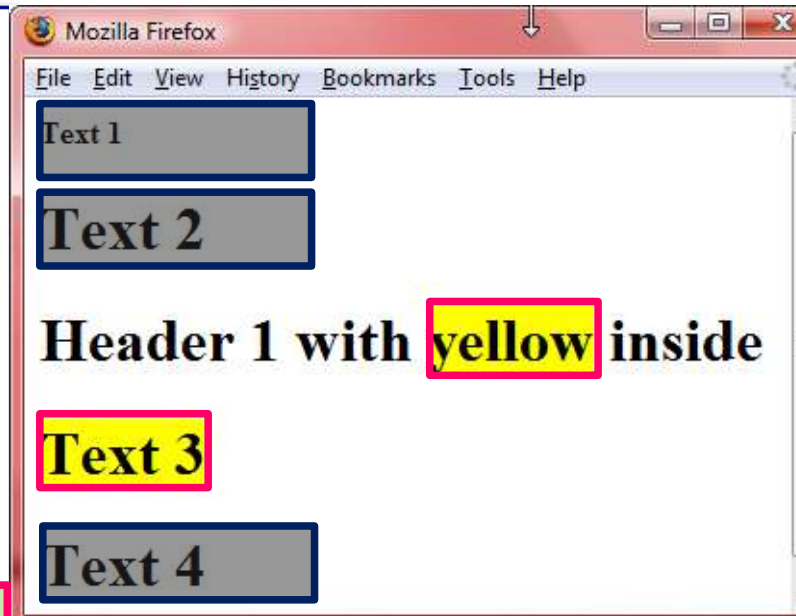 Mozilla Firefox
File Edit View History Bookmarks Tools Help
Text 1
Text 2
Header 1 with yellow inside
Text 3
Text 4